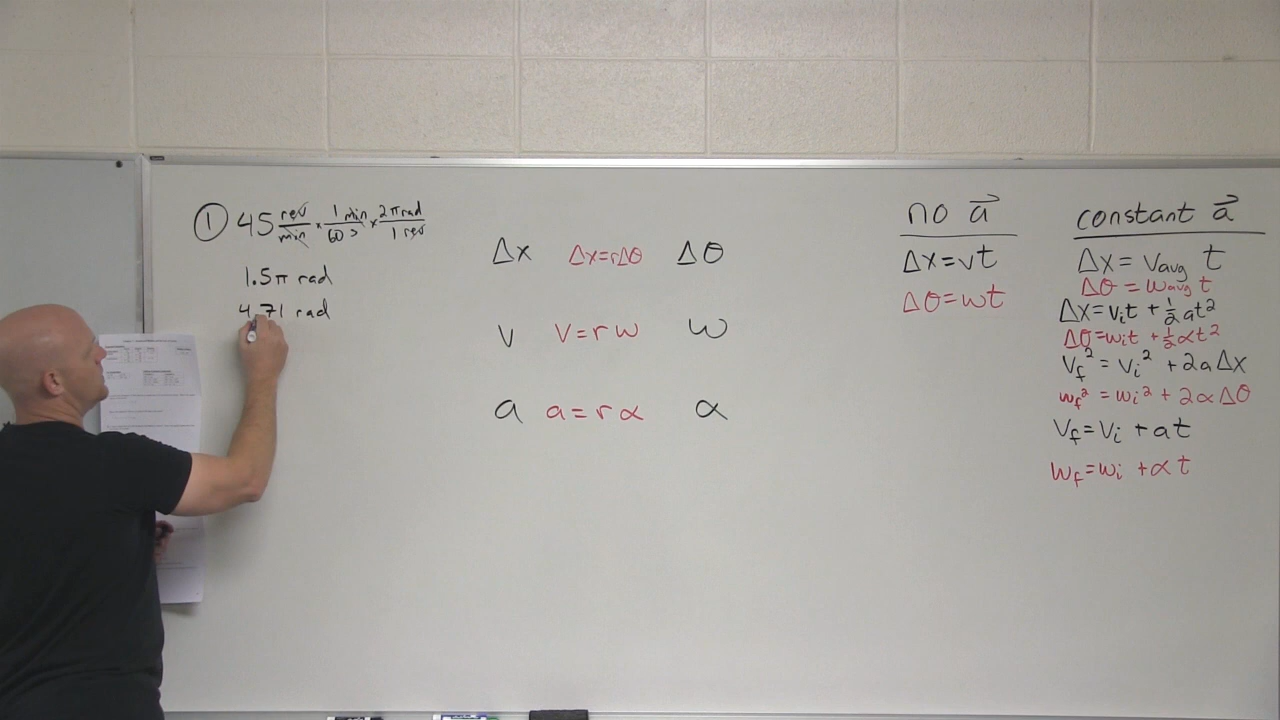 ① 45 rev/min × 1 min/60 s × 2π rad/1 rev
1.5π rad
4.71 rad
Δx Δx=rΔθ Δθ
v v=rω ω
a a=rα α
no a⃗
Δx=vt
Δθ=ωt
constant a⃗
Δx= vavg t
Δθ=ωavg t
Δx=vit + ½at²
Δθ=ωit + ½αt²
vf²=vi² +2aΔx
ωf²=ωi²+2αΔθ
vf=vi + at
ωf=ωi +αt